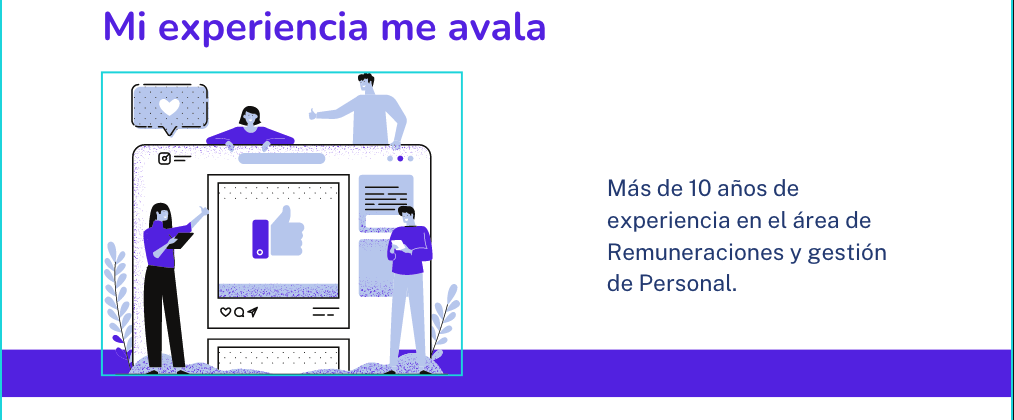 Mi experiencia me avala
Más de 10 años de
experiencia en el área de
Remuneraciones y gestión
de Personal.